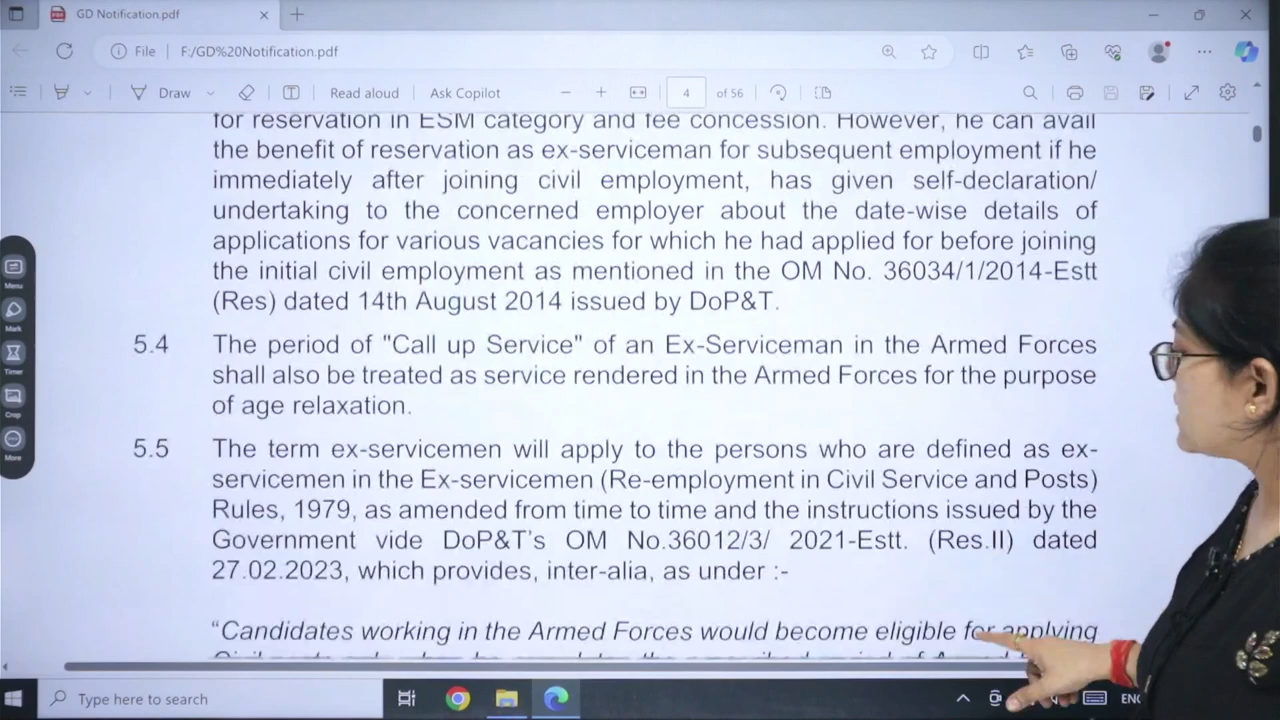 GD Notification.pdf
File F:/GD%20Notification.pdf
Draw Read aloud Ask Copilot 4 of 56
for reservation in ESM category and fee concession. However, he can avail
the benefit of reservation as ex-serviceman for subsequent employment if he
immediately after joining civil employment, has given self-declaration/
undertaking to the concerned employer about the date-wise details of
applications for various vacancies for which he had applied for before joining
the initial civil employment as mentioned in the OM No. 36034/1/2014-Estt
(Res) dated 14th August 2014 issued by DoP&T.
5.4 The period of "Call up Service" of an Ex-Serviceman in the Armed Forces
shall also be treated as service rendered in the Armed Forces for the purpose
of age relaxation.
5.5 The term ex-servicemen will apply to the persons who are defined as ex-
servicemen in the Ex-servicemen (Re-employment in Civil Service and Posts)
Rules, 1979, as amended from time to time and the instructions issued by the
Government vide DoP&T's OM No.36012/3/ 2021-Estt. (Res.II) dated
27.02.2023, which provides, inter-alia, as under :-
“Candidates working in the Armed Forces would become eligible for applying
Menu
Mark
Timer
Crop
More
Type here to search
ENG